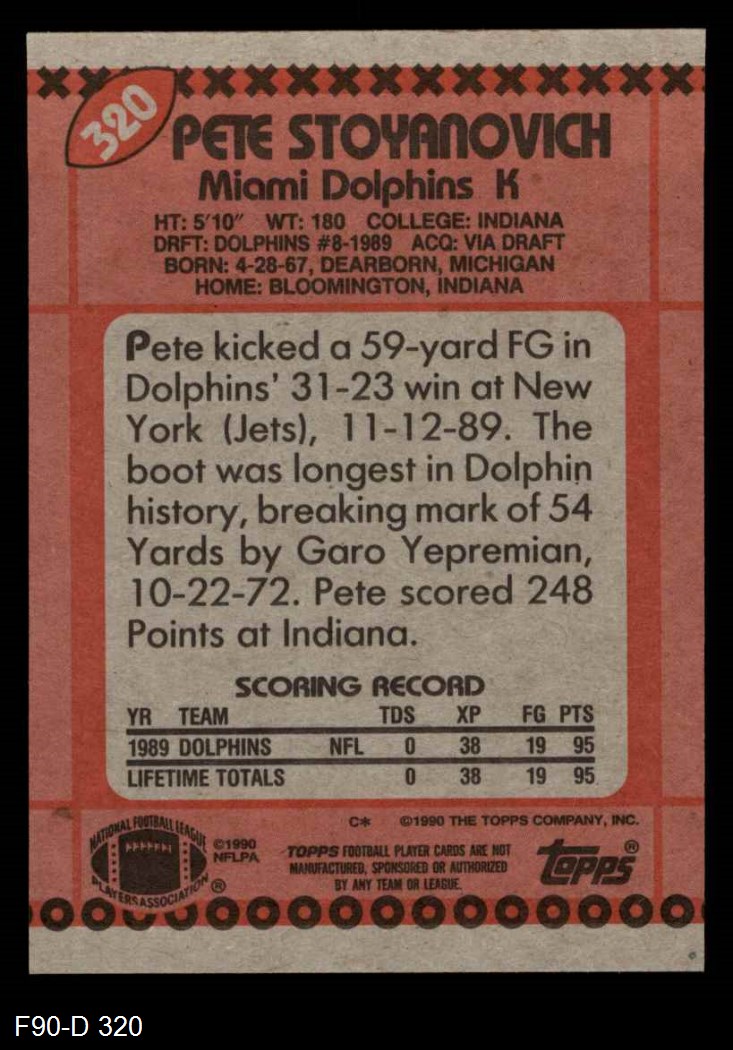 320
PETE STOYANOVICH
Miami Dolphins K
HT: 5'10" WT: 180 COLLEGE: INDIANA
DRFT: DOLPHINS #8-1989 ACQ: VIA DRAFT
BORN: 4-28-67, DEARBORN, MICHIGAN
HOME: BLOOMINGTON, INDIANA
Pete kicked a 59-yard FG in
Dolphins' 31-23 win at New
York (Jets), 11-12-89. The
boot was longest in Dolphin
history, breaking mark of 54
Yards by Garo Yepremian,
10-22-72. Pete scored 248
Points at Indiana.
SCORING RECORD
YR TEAM TDS XP FG PTS
1989 DOLPHINS NFL 0 38 19 95
LIFETIME TOTALS 0 38 19 95
C* ©1990 THE TOPPS COMPANY, INC.
NATIONAL FOOTBALL LEAGUE
PLAYERS ASSOCIATION ®
©1990
NFLPA
TOPPS FOOTBALL PLAYER CARDS ARE NOT
MANUFACTURED, SPONSORED OR AUTHORIZED
BY ANY TEAM OR LEAGUE.
Topps®
F90-D 320